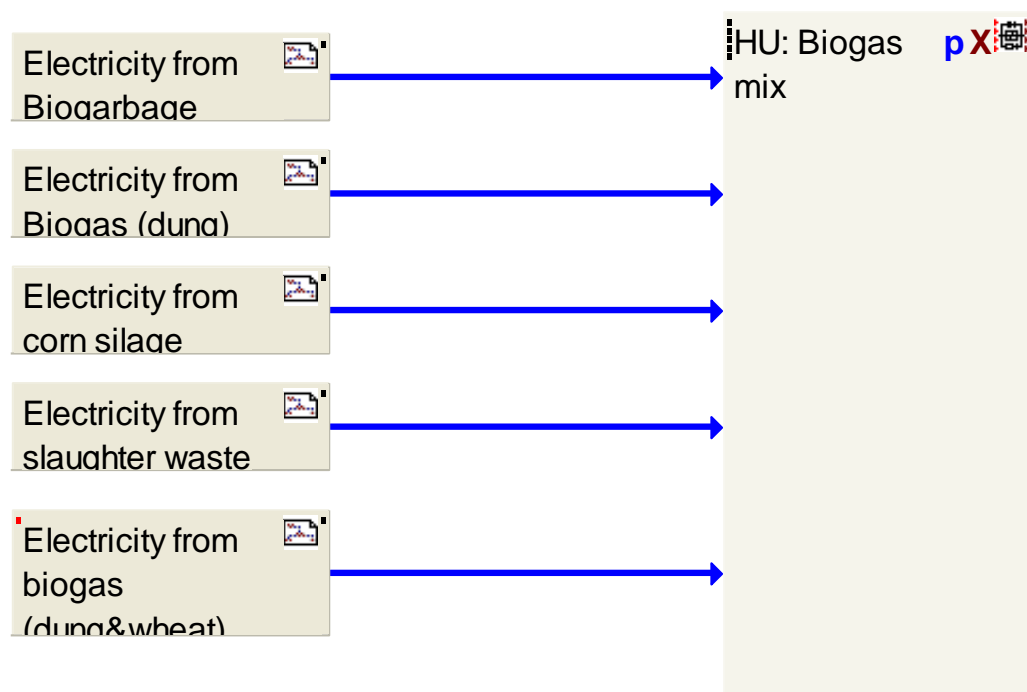 Electricity from
Biogarbage
Electricity from
Biogas (dung)
Electricity from
corn silage
Electricity from
slaughter waste
Electricity from
biogas
(dung&wheat)
HU: Biogas p X
mix